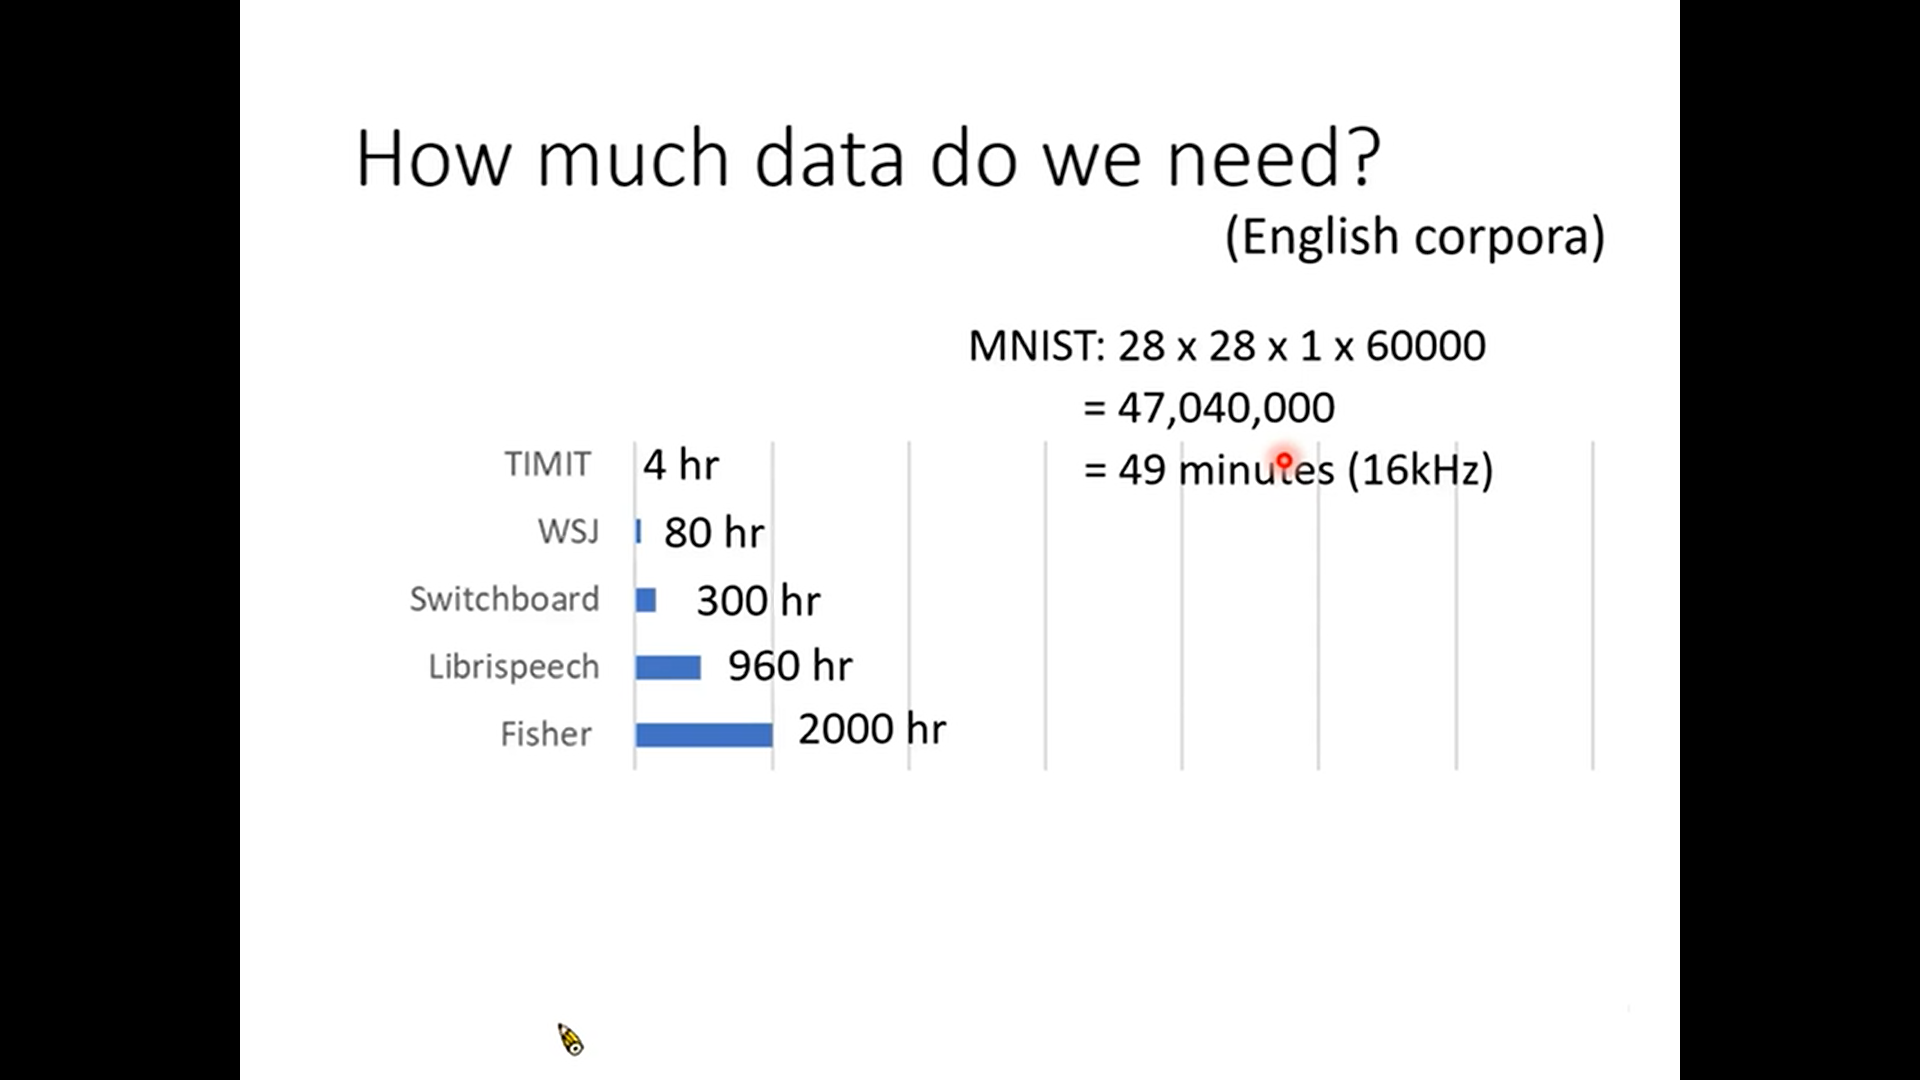 How much data do we need?
(English corpora)
MNIST: 28 x 28 x 1 x 60000
= 47,040,000
= 49 minutes (16kHz)
TIMIT 4 hr
WSJ 80 hr
Switchboard 300 hr
Librispeech 960 hr
Fisher 2000 hr